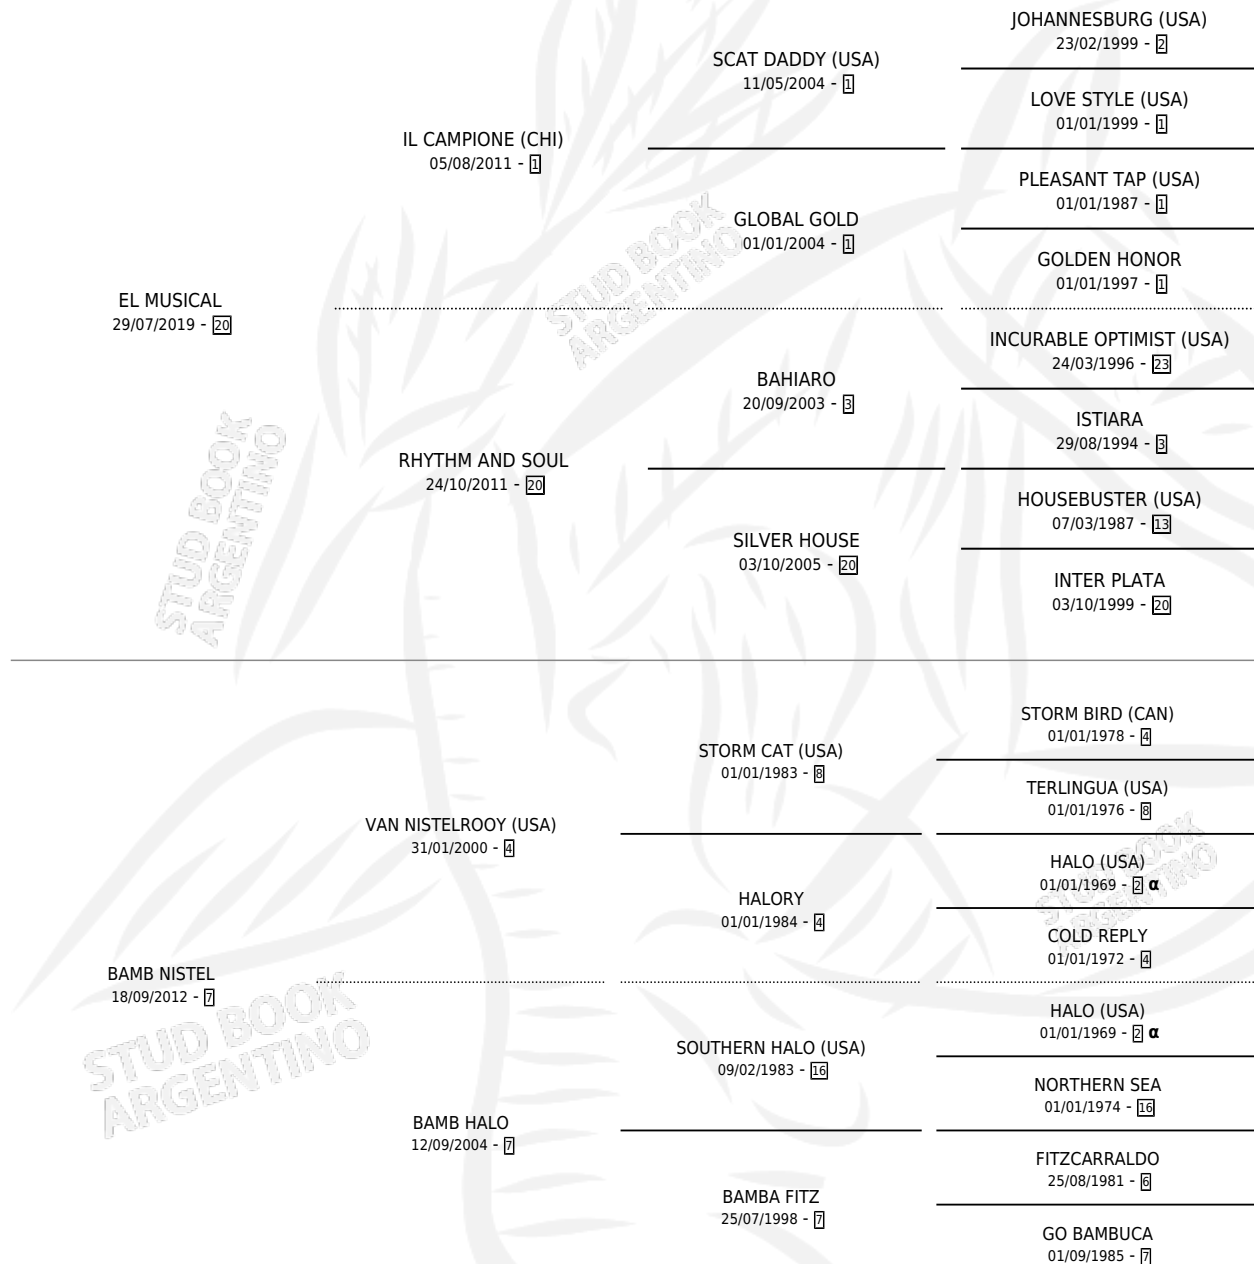 JOHANNESBURG (USA)
23/02/1999 - 2
SCAT DADDY (USA)
11/05/2004 - 1
LOVE STYLE (USA)
01/01/1999 - 1
IL CAMPIONE (CHI)
05/08/2011 - 1
PLEASANT TAP (USA)
01/01/1987 - 1
GLOBAL GOLD
01/01/2004 - 1
GOLDEN HONOR
01/01/1997 - 1
STUD BOOK
ARGENTINO
EL MUSICAL
29/07/2019 - 20
INCURABLE OPTIMIST (USA)
24/03/1996 - 23
BAHIARO
20/09/2003 - 3
ISTIARA
29/08/1994 - 3
RHYTHM AND SOUL
24/10/2011 - 20
HOUSEBUSTER (USA)
07/03/1987 - 13
SILVER HOUSE
03/10/2005 - 20
INTER PLATA
03/10/1999 - 20
STUD BOOK
ARGENTINO
STORM BIRD (CAN)
01/01/1978 - 4
STORM CAT (USA)
01/01/1983 - 8
TERLINGUA (USA)
01/01/1976 - 8
VAN NISTELROOY (USA)
31/01/2000 - 4
HALO (USA)
01/01/1969 - 2 α
HALORY
01/01/1984 - 4
COLD REPLY
01/01/1972 - 4
STUD BOOK
ARGENTINO
BAMB NISTEL
18/09/2012 - 7
HALO (USA)
01/01/1969 - 2 α
SOUTHERN HALO (USA)
09/02/1983 - 16
NORTHERN SEA
01/01/1974 - 16
STUD BOOK
ARGENTINO
BAMB HALO
12/09/2004 - 7
FITZCARRALDO
25/08/1981 - 6
BAMBA FITZ
25/07/1998 - 7
GO BAMBUCA
01/09/1985 - 7